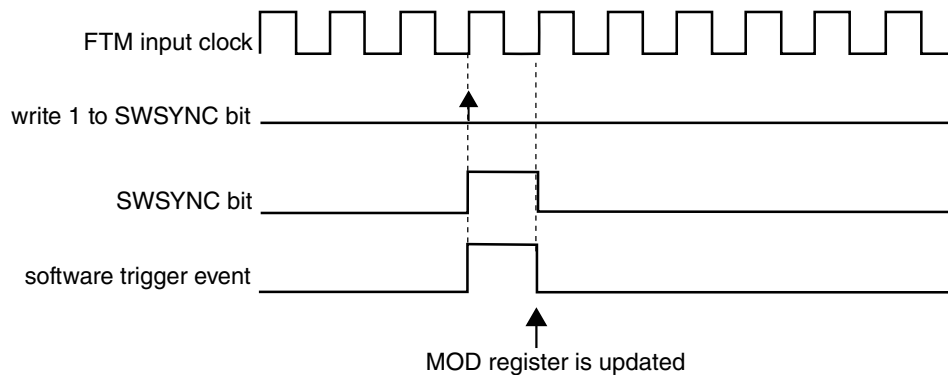 FTM input clock
write 1 to SWSYNC bit
SWSYNC bit
software trigger event
MOD register is updated